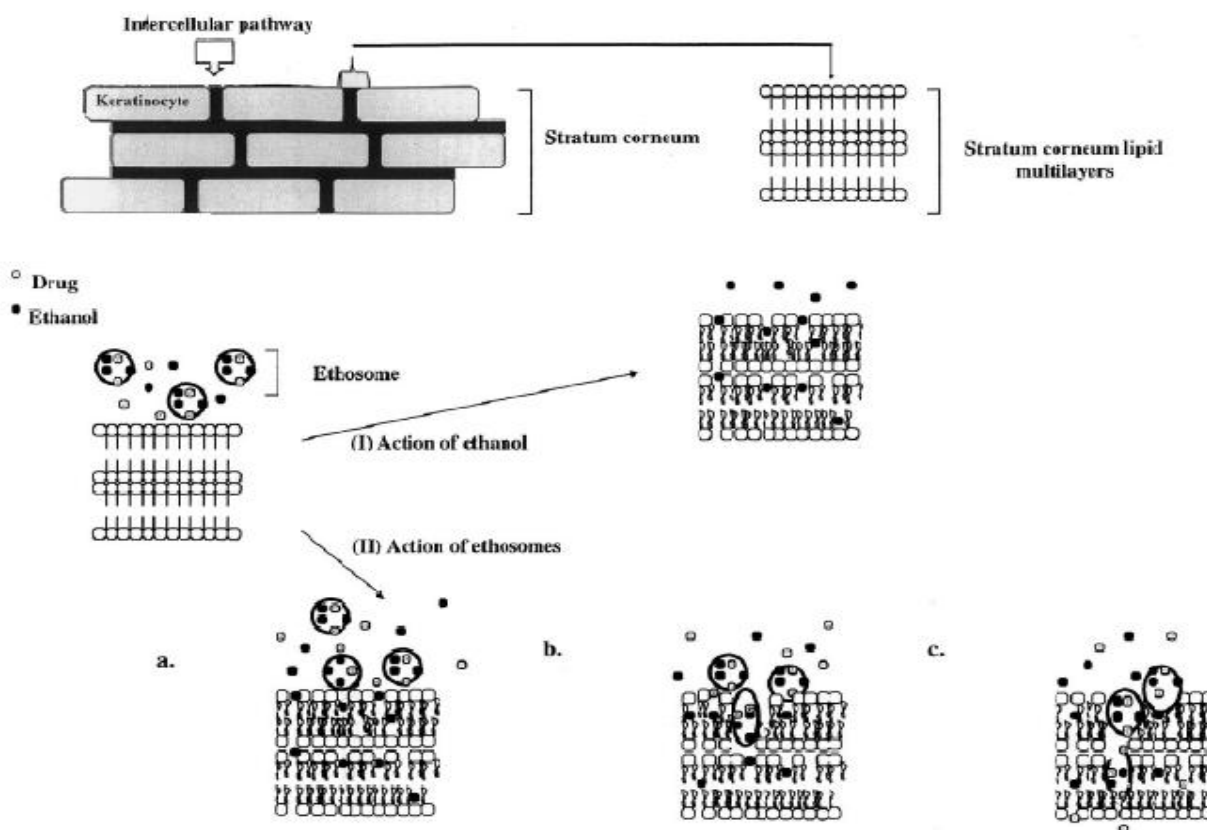 Intercellular pathway
Keratinocyte
Stratum corneum
Stratum corneum lipid
multilayers
Drug
Ethanol
Ethosome
(I) Action of ethanol
(II) Action of ethosomes
a.
b.
c.